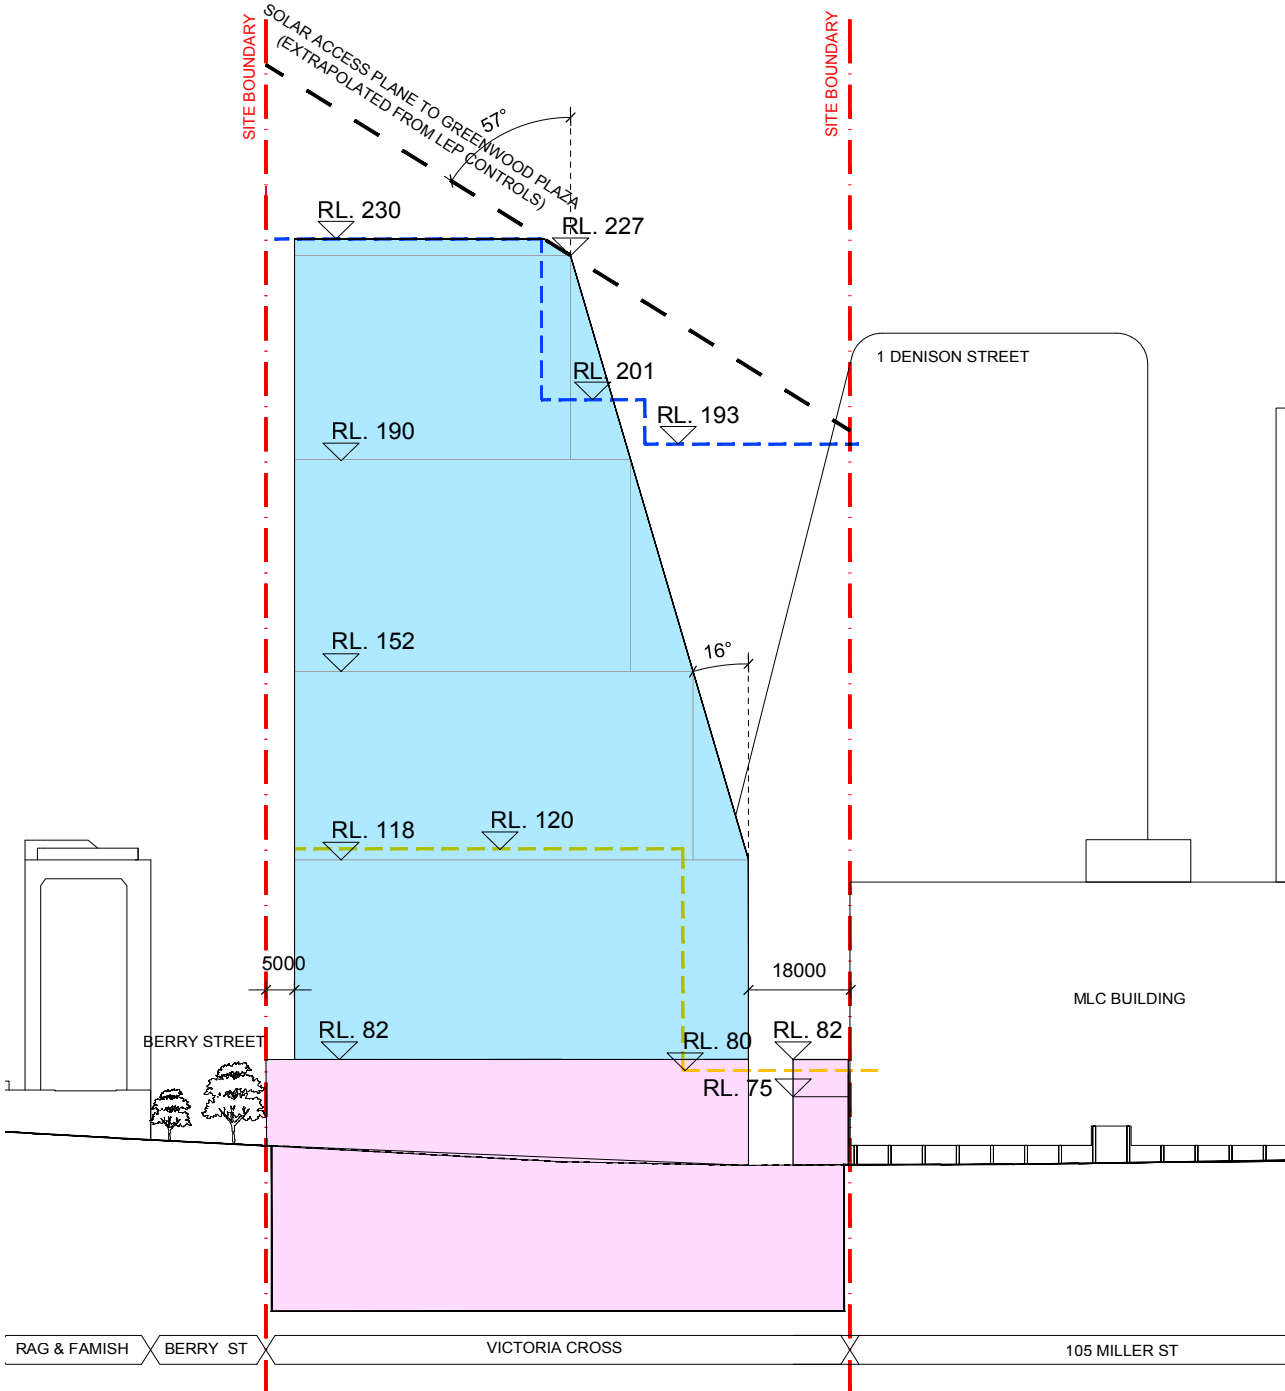 SITE BOUNDARY
SOLAR ACCESS PLANE TO GREENWOOD PLAZA
(EXTRAPOLATED FROM LEP CONTROLS)
SITE BOUNDARY
57°
RL. 230
RL. 227
1 DENISON STREET
RL. 201
RL. 193
RL. 190
RL. 152
16°
RL. 118
RL. 120
5000
18000
MLC BUILDING
BERRY STREET
RL. 82
RL. 80
RL. 82
RL. 75
RAG & FAMISH
BERRY ST
VICTORIA CROSS
105 MILLER ST